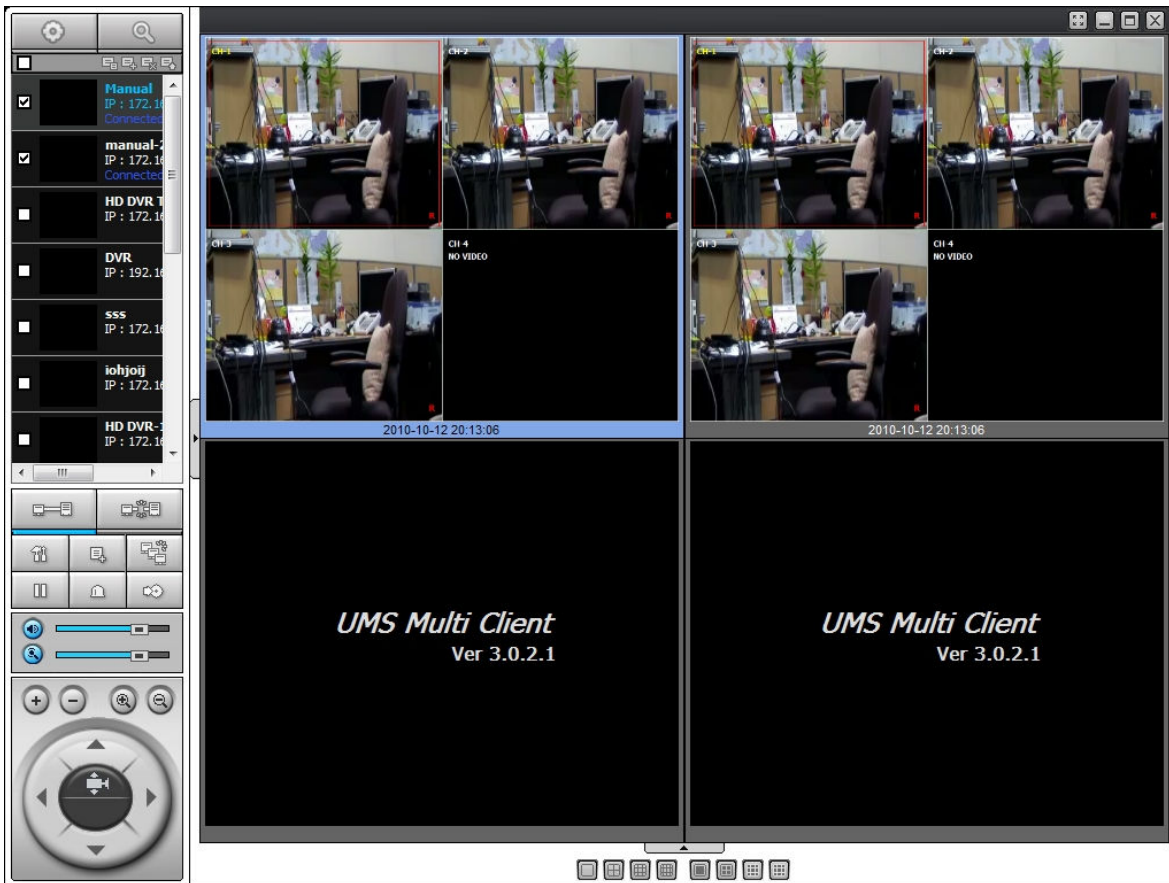 Manual
IP : 172.16
Connected
manual-2
IP : 172.16
Connected
HD DVR T
IP : 172.16
DVR
IP : 192.16
sss
IP : 172.16
iohjoij
IP : 172.16
HD DVR-1
IP : 172.16
CH-1
CH-2
R
R
CH-3
CH-4
NO VIDEO
R
2010-10-12 20:13:06
CH-1
CH-2
R
R
CH-3
CH-4
NO VIDEO
R
2010-10-12 20:13:06
UMS Multi Client
Ver 3.0.2.1
UMS Multi Client
Ver 3.0.2.1